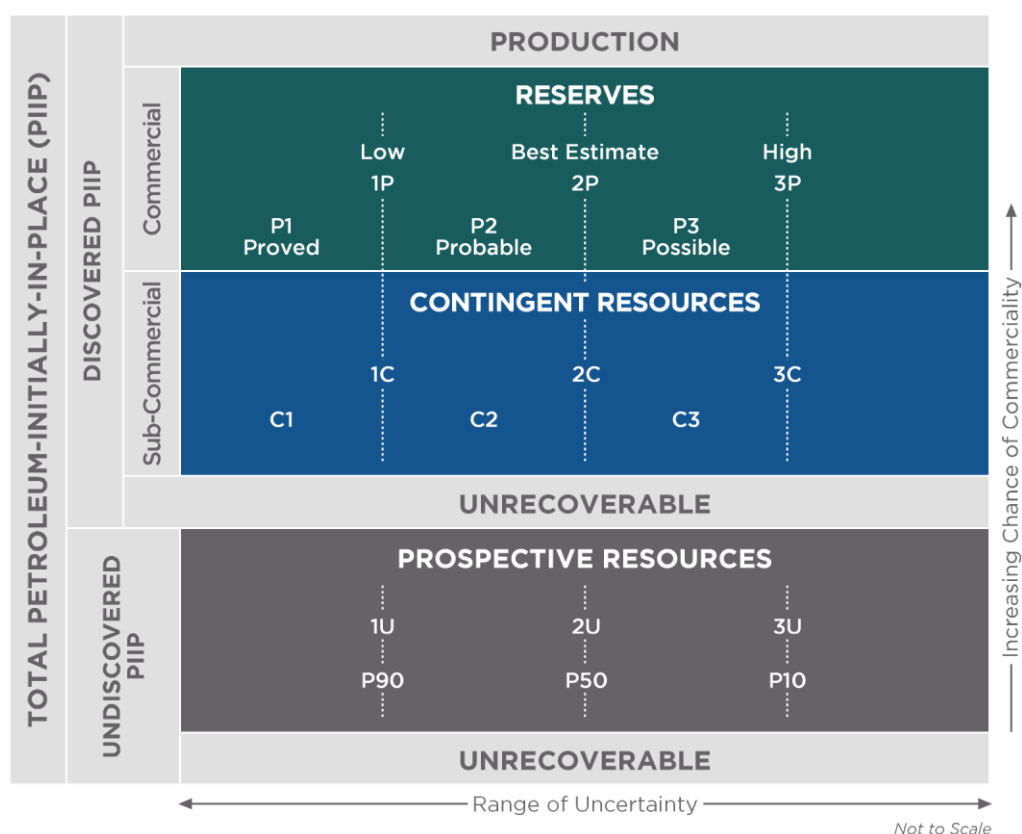 TOTAL PETROLEUM-INITIALLY-IN-PLACE (PIIP)
DISCOVERED PIIP
UNDISCOVERED
PIIP
Commercial
Sub-Commercial
PRODUCTION
RESERVES
Low
Best Estimate
High
1P
2P
3P
P1
Proved
P2
Probable
P3
Possible
CONTINGENT RESOURCES
1C
2C
3C
C1
C2
C3
UNRECOVERABLE
PROSPECTIVE RESOURCES
1U
2U
3U
P90
P50
P10
UNRECOVERABLE
Increasing Chance of Commerciality
Range of Uncertainty
Not to Scale